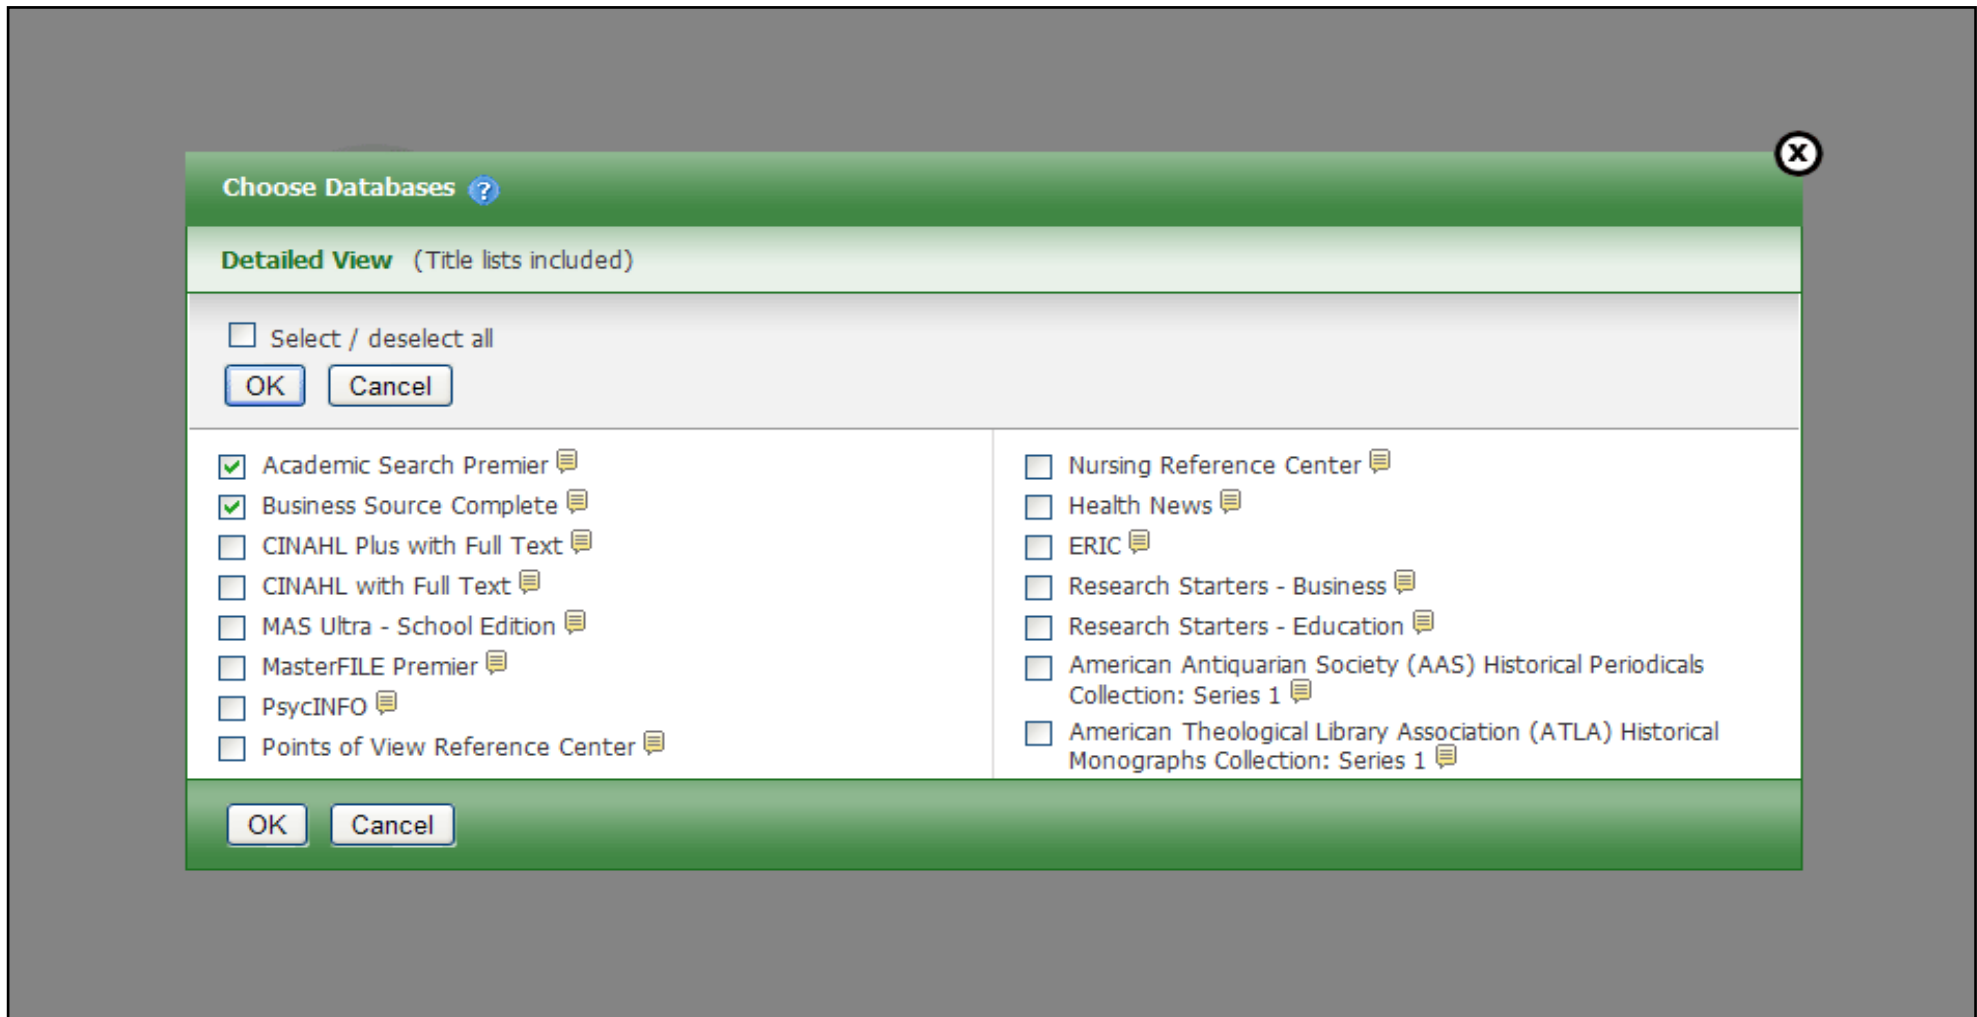 Choose Databases ?
x
Detailed View (Title lists included)
Select / deselect all
OK Cancel
Academic Search Premier
Business Source Complete
CINAHL Plus with Full Text
CINAHL with Full Text
MAS Ultra - School Edition
MasterFILE Premier
PsycINFO
Points of View Reference Center
Nursing Reference Center
Health News
ERIC
Research Starters - Business
Research Starters - Education
American Antiquarian Society (AAS) Historical Periodicals
Collection: Series 1
American Theological Library Association (ATLA) Historical
Monographs Collection: Series 1
OK Cancel